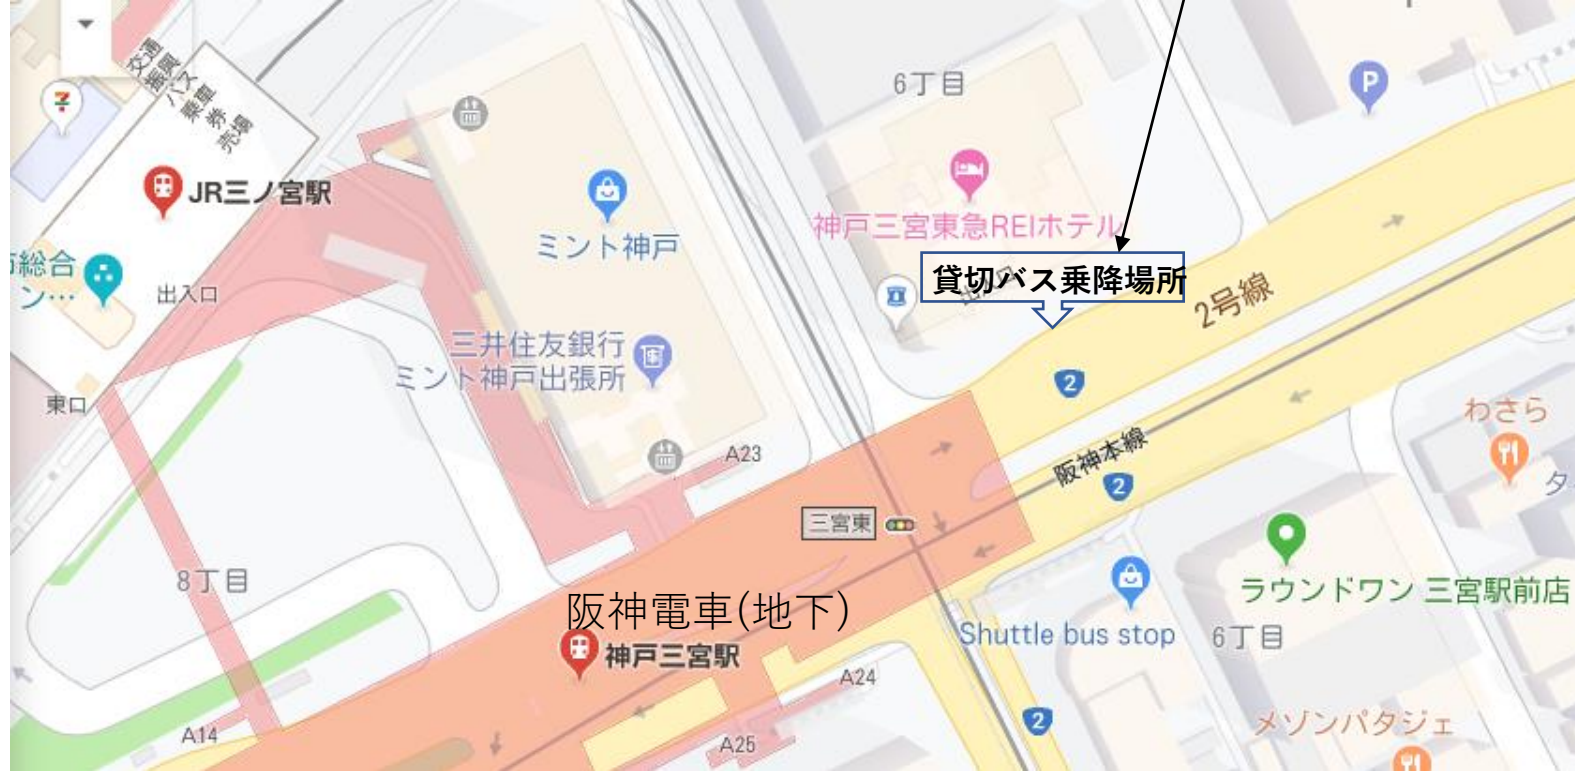 交通
振興
バス
乗車
券
売場
6丁目
P
JR三ノ宮駅
ミント神戸
神戸三宮東急REIホテル
総合
ン…
出入口
貸切バス乗降場所
2号線
三井住友銀行
ミント神戸出張所
2
東口
わさら
A23
阪神本線
2
タ
三宮東
8丁目
ラウンドワン 三宮駅前店
阪神電車(地下)
Shuttle bus stop
6丁目
神戸三宮駅
A24
2
A14
A25
メゾンパタジェ